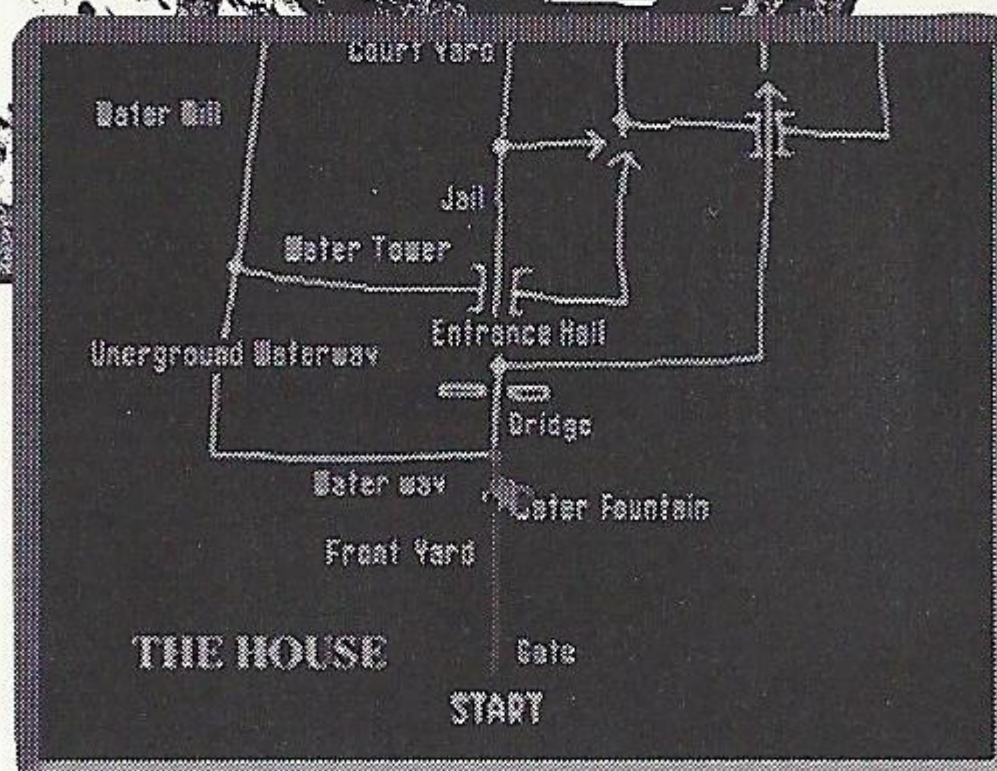 Court Yard
Water Mill
Jail
Water Tower
Entrance Hall
Unerground Waterway
Bridge
Water way
Water Fountain
Front Yard
THE HOUSE
Gate
START